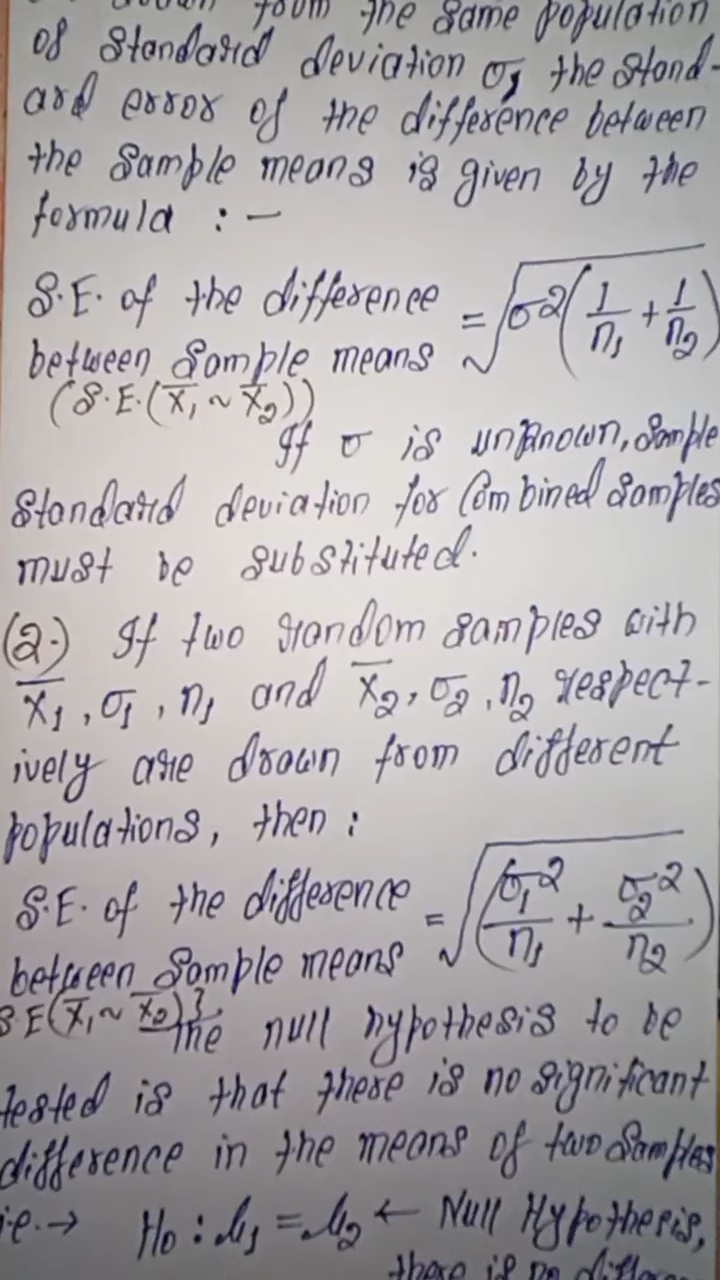 from the same population
of standard deviation σ, the stand-
ard error of the difference between
the sample means is given by the
formula : –
S.E. of the difference between sample means = √σ²(1/n₁ + 1/n₂)
(S.E.(x̄₁ ~ x̄₂))
If σ is unknown, sample
standard deviation for combined samples
must be substituted.
(2.) If two random samples with
x̄₁, σ₁, n₁ and x̄₂, σ₂, n₂ respect-
ively are drawn from different
populations, then :
S.E. of the difference between sample means = √(σ₁²/n₁ + σ₂²/n₂)
S.E(x̄₁ ~ x̄₂)} The null hypothesis to be
tested is that there is no significant
difference in the means of two samples
i.e. → H₀ : μ₁ = μ₂ ← Null Hypothesis,
there is no